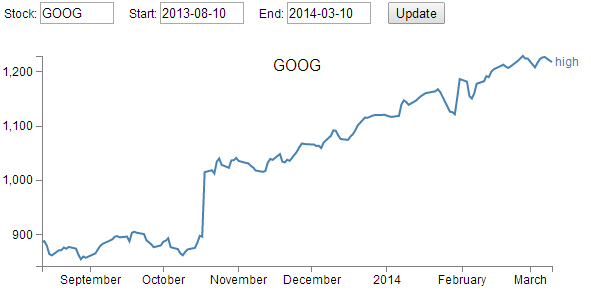 Stock: GOOG Start: 2013-08-10 End: 2014-03-10 Update
GOOG
high
1,200
1,100
1,000
900
September October November December 2014 February March